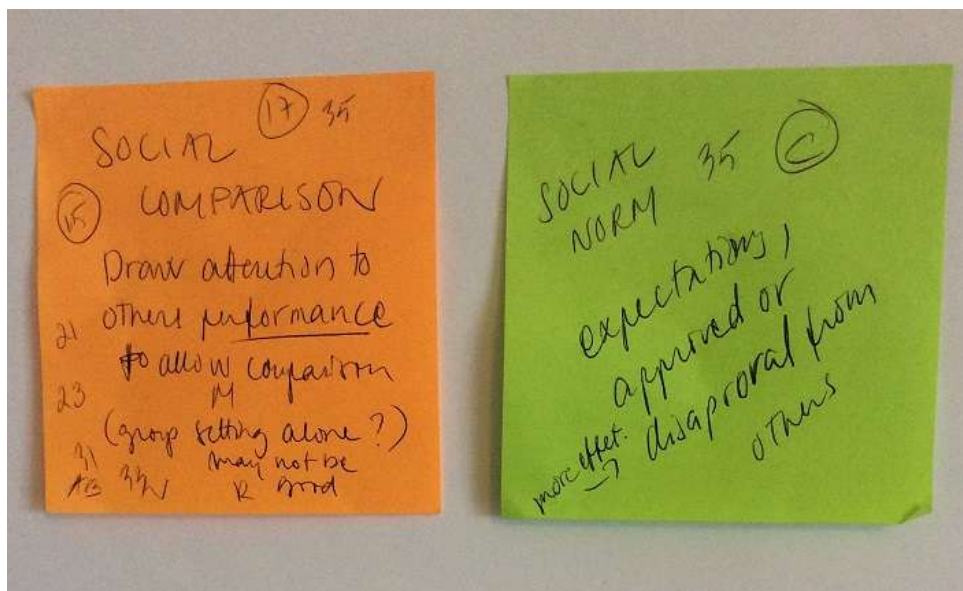 17 35
SOCIAL
15 COMPARISON
Draw attention to
21 others performance
to allow comparison
23 M
(group setting alone?)
31 may not be
AB R good
SOCIAL 35 C
NORM
expectations,
approved or
disaproval from
others
more effect.